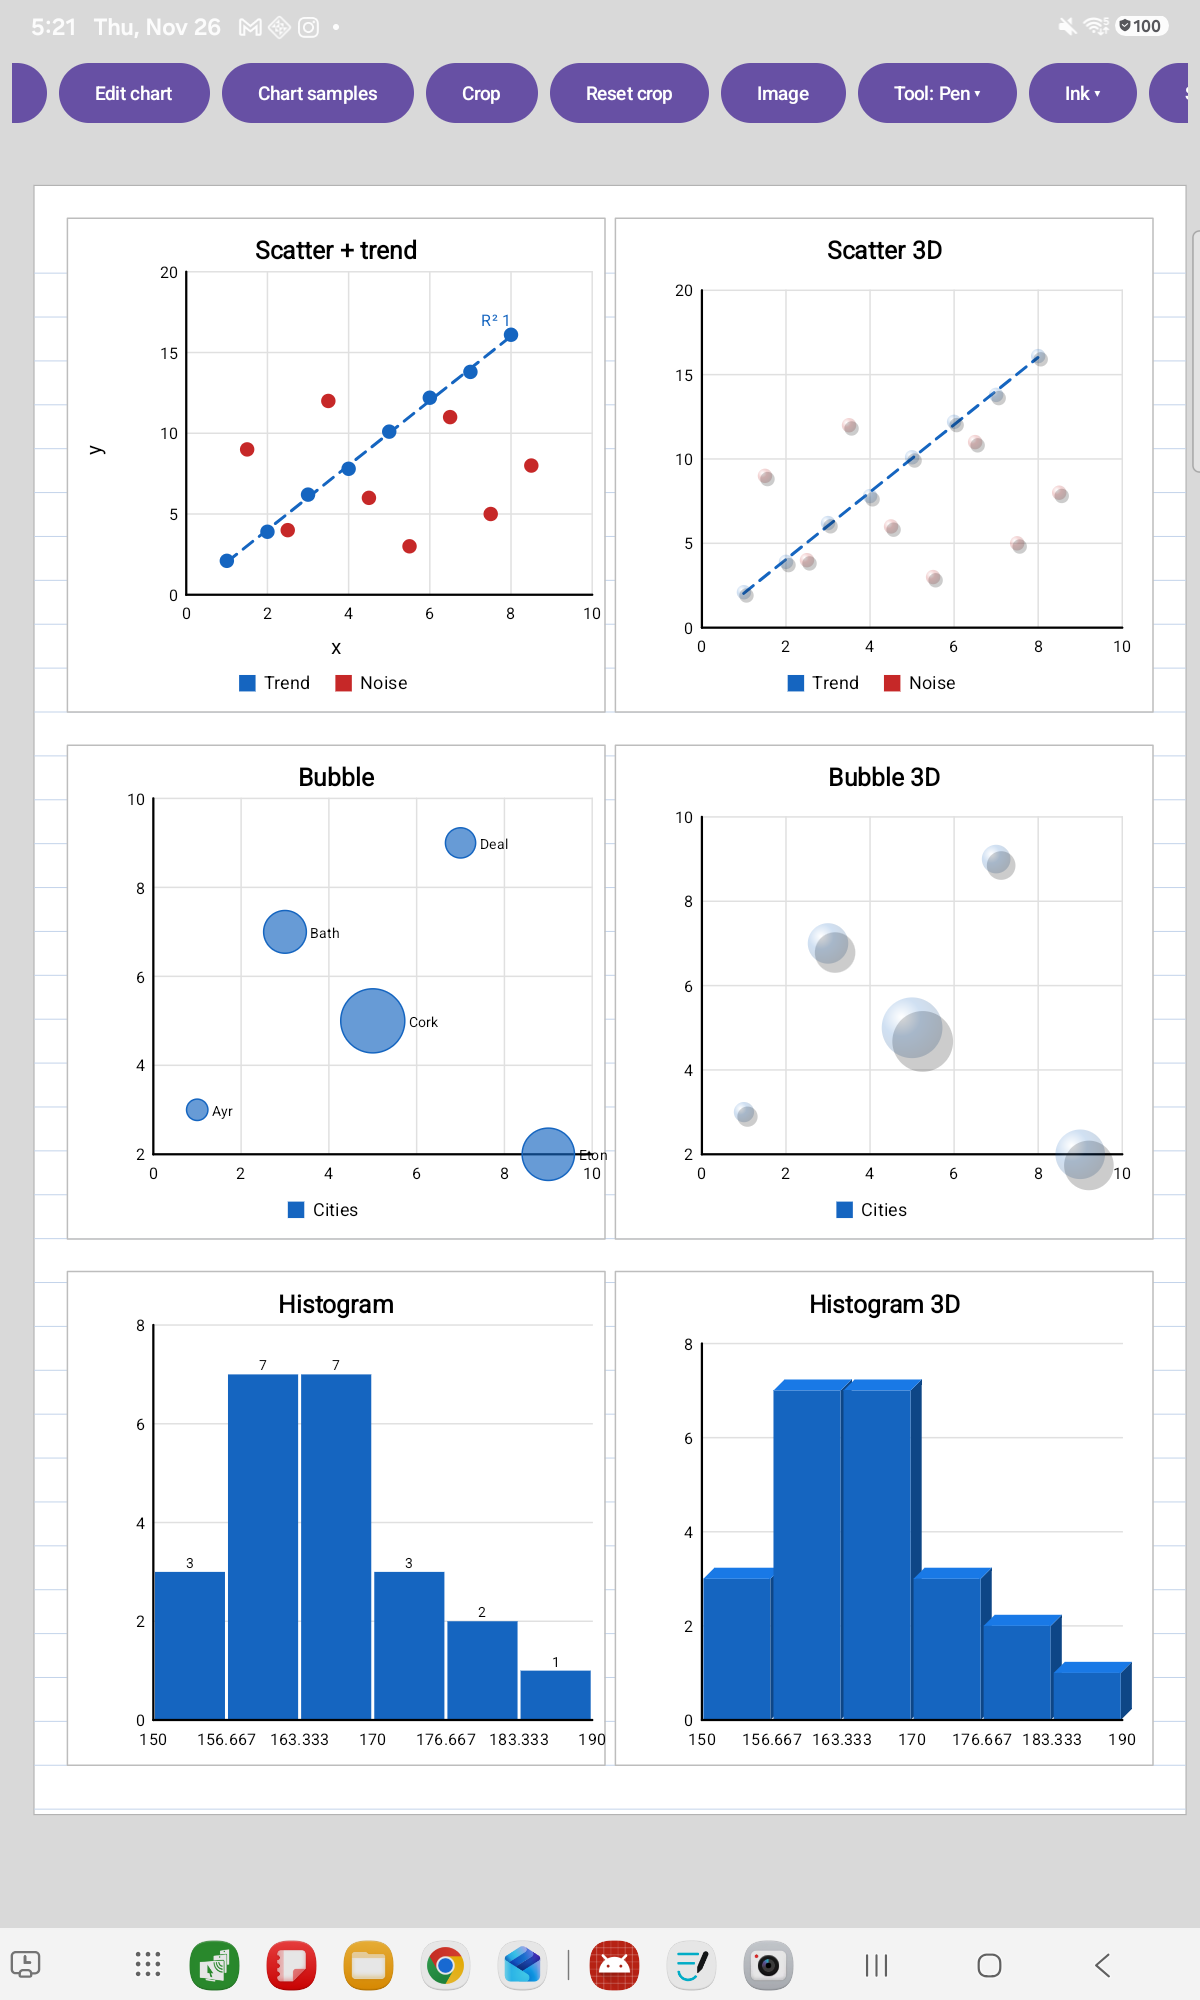 5:21 Thu, Nov 26
100
Edit chart
Chart samples
Crop
Reset crop
Image
Tool: Pen ▾
Ink ▾
Scatter + trend
20
15
10
5
0
0 2 4 6 8 10
R² 1
y
x
Trend Noise
Scatter 3D
20
15
10
5
0
0 2 4 6 8 10
Trend Noise
Bubble
10
8
6
4
2
0 2 4 6 8 10
Deal
Bath
Cork
Ayr
Eton
Cities
Bubble 3D
10
8
6
4
2
0 2 4 6 8 10
Cities
Histogram
8
6
4
2
0
7 7
3 3
2
1
150 156.667 163.333 170 176.667 183.333 190
Histogram 3D
8
6
4
2
0
150 156.667 163.333 170 176.667 183.333 190